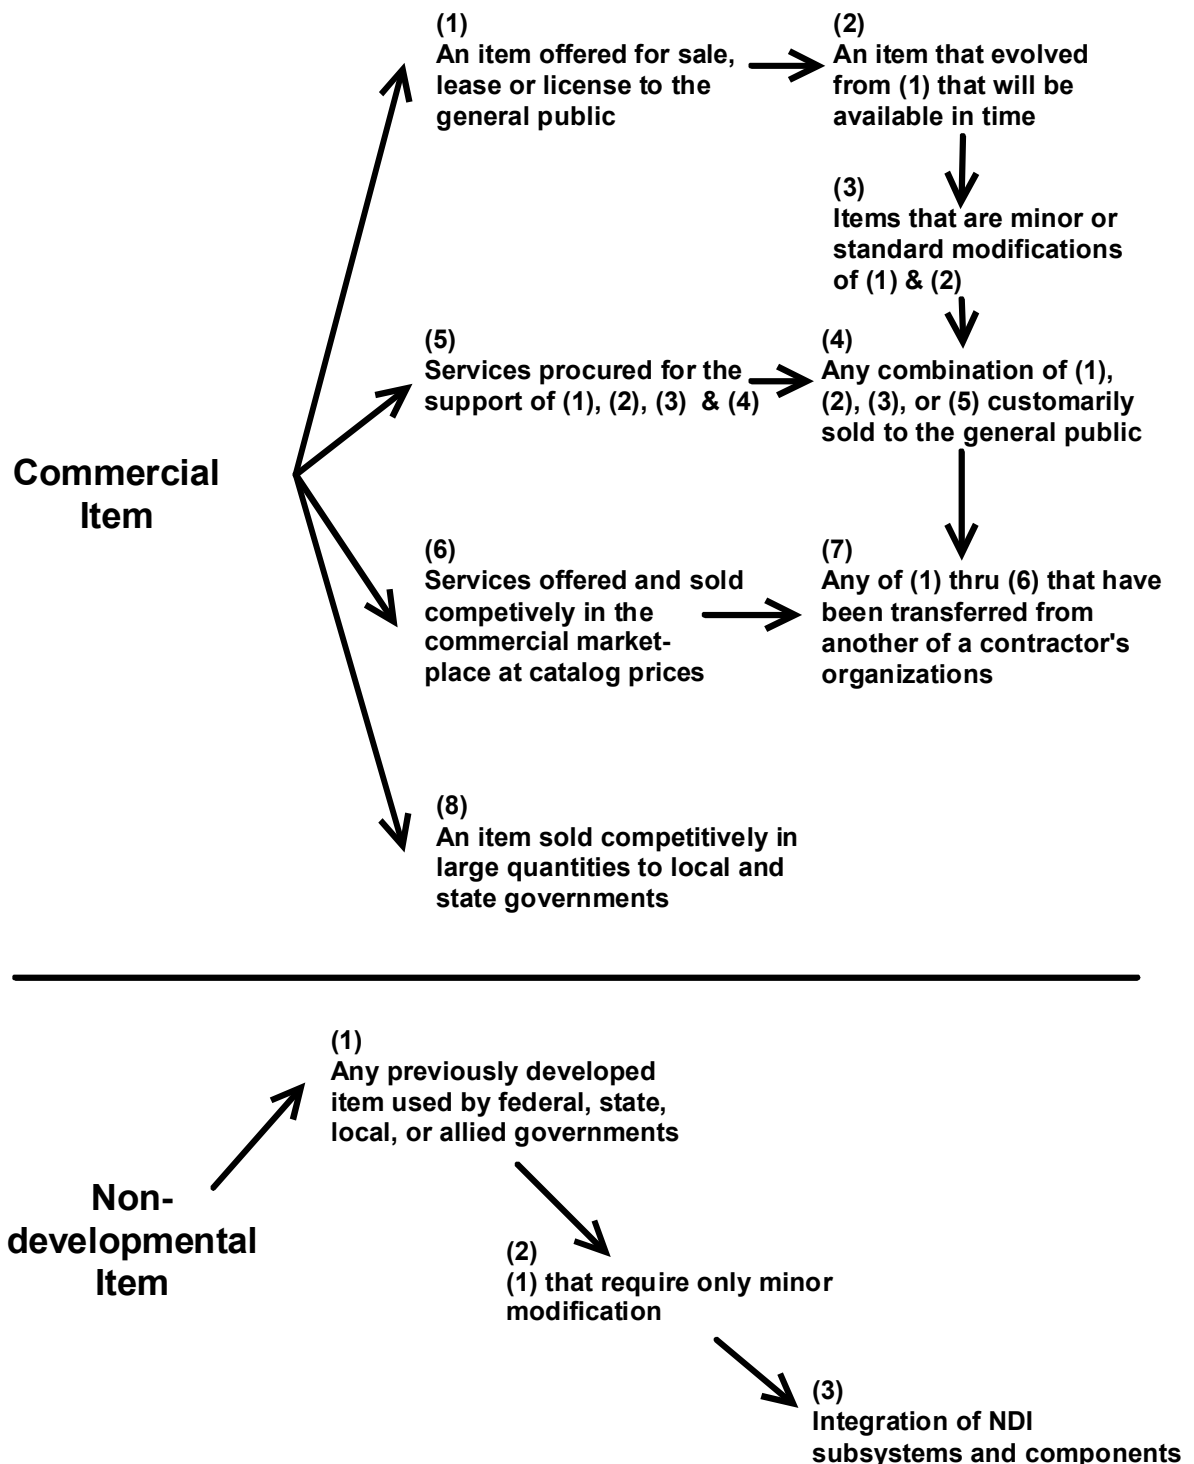 (1)
An item offered for sale,
lease or license to the
general public
(2)
An item that evolved
from (1) that will be
available in time
(3)
Items that are minor or
standard modifications
of (1) & (2)
(5)
Services procured for the
support of (1), (2), (3) & (4)
(4)
Any combination of (1),
(2), (3), or (5) customarily
sold to the general public
Commercial
Item
(6)
Services offered and sold
competively in the
commercial market-
place at catalog prices
(7)
Any of (1) thru (6) that have
been transferred from
another of a contractor's
organizations
(8)
An item sold competitively in
large quantities to local and
state governments
(1)
Any previously developed
item used by federal, state,
local, or allied governments
Non-
developmental
Item
(2)
(1) that require only minor
modification
(3)
Integration of NDI
subsystems and components